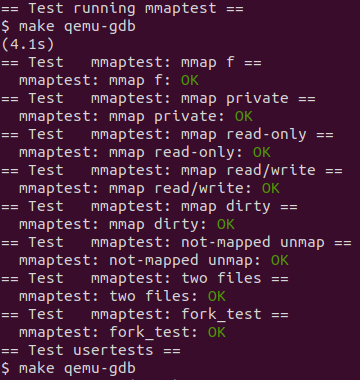 == Test running mmaptest ==
$ make qemu-gdb
(4.1s)
== Test   mmaptest: mmap f ==
  mmaptest: mmap f: OK
== Test   mmaptest: mmap private ==
  mmaptest: mmap private: OK
== Test   mmaptest: mmap read-only ==
  mmaptest: mmap read-only: OK
== Test   mmaptest: mmap read/write ==
  mmaptest: mmap read/write: OK
== Test   mmaptest: mmap dirty ==
  mmaptest: mmap dirty: OK
== Test   mmaptest: not-mapped unmap ==
  mmaptest: not-mapped unmap: OK
== Test   mmaptest: two files ==
  mmaptest: two files: OK
== Test   mmaptest: fork_test ==
  mmaptest: fork_test: OK
== Test usertests ==
$ make qemu-gdb